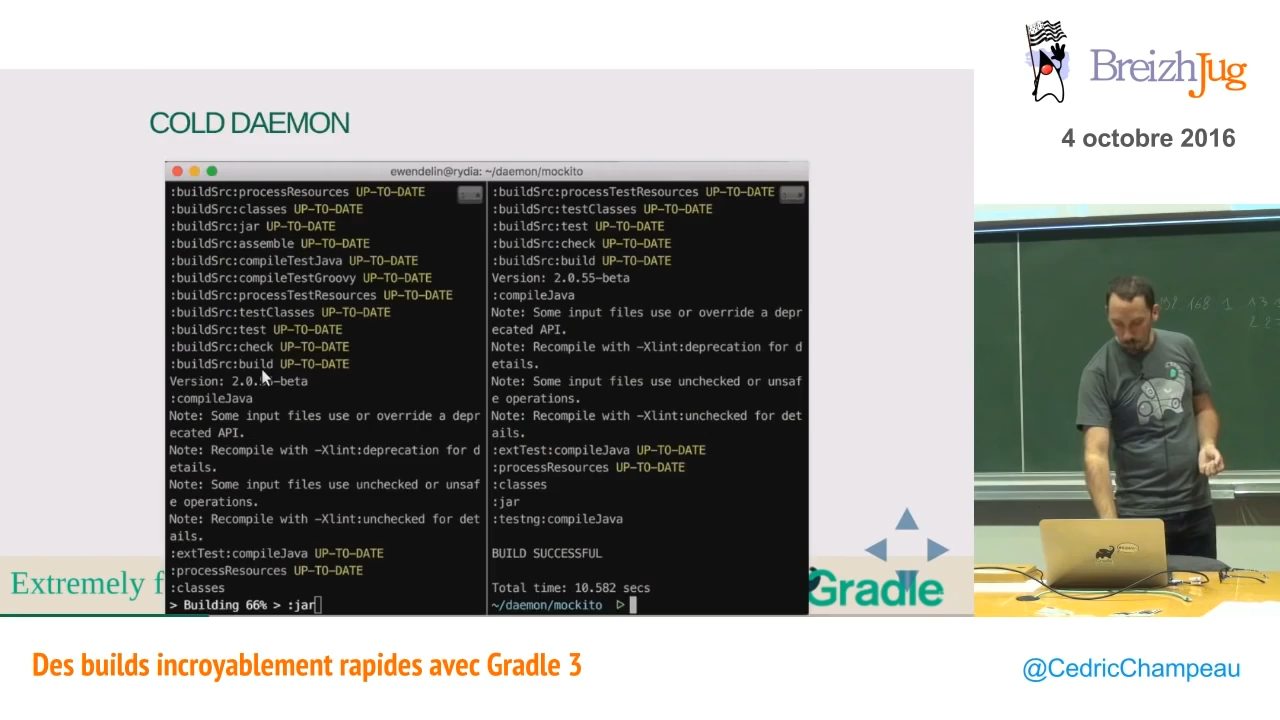 BreizhJug
4 octobre 2016
COLD DAEMON
ewendelin@rydia: ~/daemon/mockito
:buildSrc:processResources UP-TO-DATE
:buildSrc:classes UP-TO-DATE
:buildSrc:jar UP-TO-DATE
:buildSrc:assemble UP-TO-DATE
:buildSrc:compileTestJava UP-TO-DATE
:buildSrc:compileTestGroovy UP-TO-DATE
:buildSrc:processTestResources UP-TO-DATE
:buildSrc:testClasses UP-TO-DATE
:buildSrc:test UP-TO-DATE
:buildSrc:check UP-TO-DATE
:buildSrc:build UP-TO-DATE
Version:
:compileJava
Note: Some input files use or override a depr
ecated API.
Note: Recompile with -Xlint:deprecation for d
etails.
Note: Some input files use unchecked or unsaf
e operations.
Note: Recompile with -Xlint:unchecked for det
ails.
:extTest:compileJava UP-TO-DATE
:processResources UP-TO-DATE
:classes
> Building 66% > :jar
:buildSrc:processTestResources UP-TO-DATE
:buildSrc:testClasses UP-TO-DATE
:buildSrc:test UP-TO-DATE
:buildSrc:check UP-TO-DATE
:buildSrc:build UP-TO-DATE
Version: 2.0.55-beta
:compileJava
Note: Some input files use or override a depr
ecated API.
Note: Recompile with -Xlint:deprecation for d
etails.
Note: Some input files use unchecked or unsaf
e operations.
Note: Recompile with -Xlint:unchecked for det
ails.
:extTest:compileJava UP-TO-DATE
:processResources UP-TO-DATE
:classes
:jar
:testng:compileJava
BUILD SUCCESSFUL
Total time: 10.582 secs
~/daemon/mockito
Extremely
Gradle
168 1
Des builds incroyablement rapides avec Gradle 3
@CedricChampeau